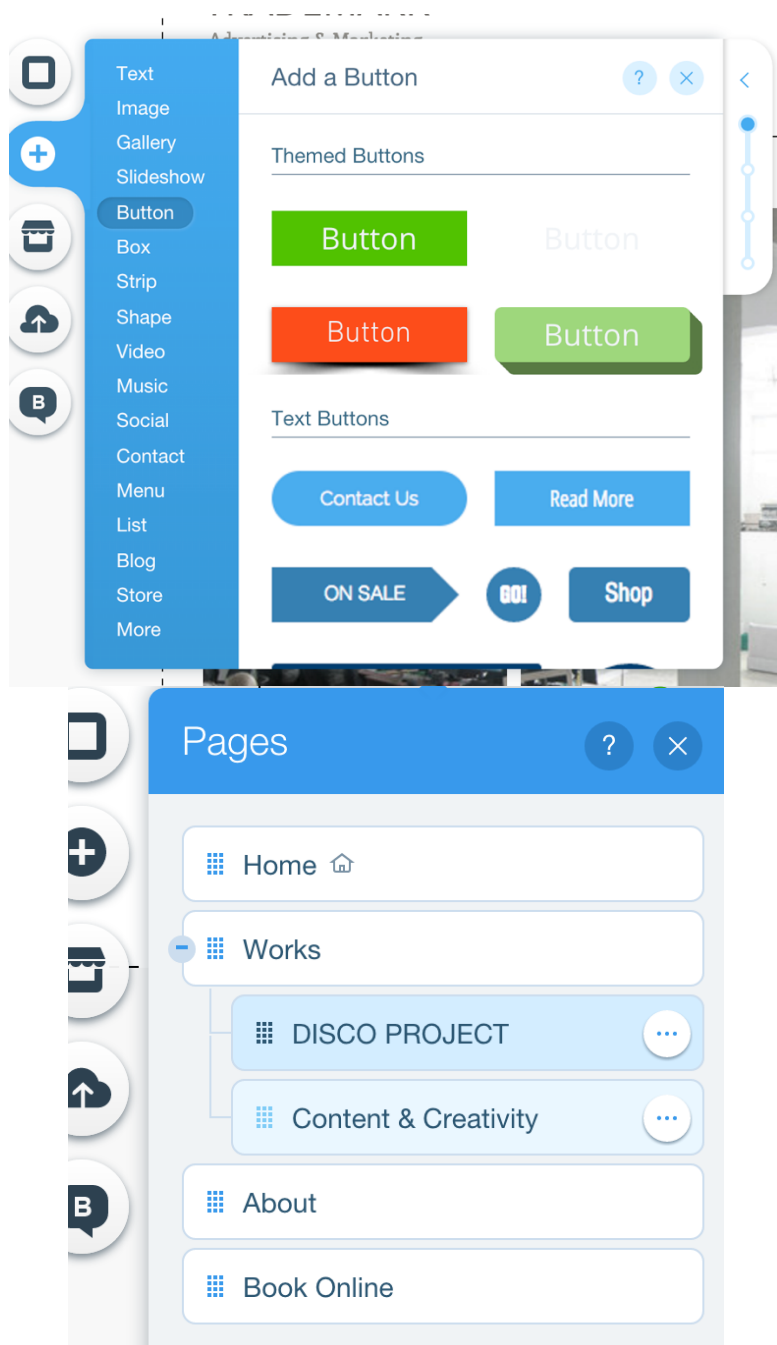 Advertising & Marketing
Text
Image
Gallery
Slideshow
Button
Box
Strip
Shape
Video
Music
Social
Contact
Menu
List
Blog
Store
More
Add a Button
?
Themed Buttons
Button
Button
Button
Button
Text Buttons
Contact Us
Read More
ON SALE
GO!
Shop
B
Pages
?
Home
Works
DISCO PROJECT
Content & Creativity
About
Book Online
B